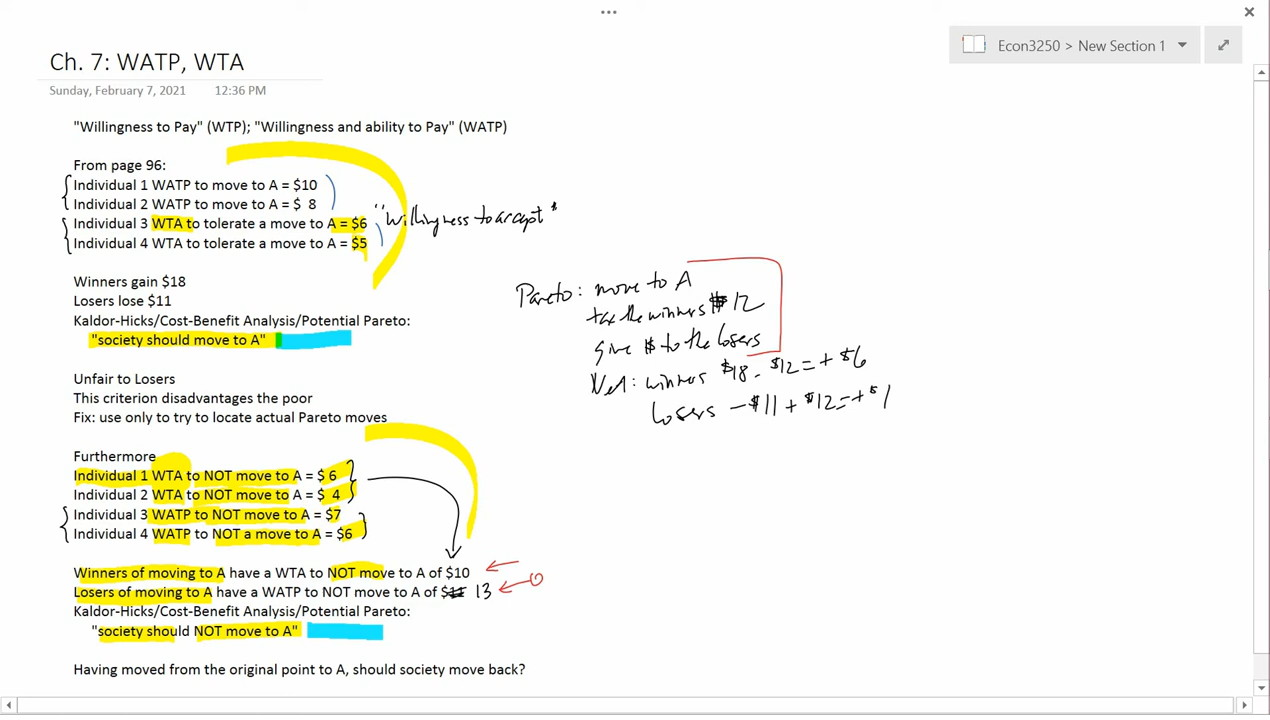 Econ3250 > New Section 1
Ch. 7: WATP, WTA
Sunday, February 7, 2021 12:36 PM
"Willingness to Pay" (WTP); "Willingness and ability to Pay" (WATP)
From page 96:
Individual 1 WATP to move to A = $10
Individual 2 WATP to move to A = $ 8
Individual 3 WTA to tolerate a move to A = $6
"Willingness to accept"
Individual 4 WTA to tolerate a move to A = $5
Winners gain $18
Losers lose $11
Kaldor-Hicks/Cost-Benefit Analysis/Potential Pareto:
"society should move to A"
Pareto: move to A
tax the winners $12
give $ to the losers
Net: winners $18 - $12 = + $6
losers -$11 + $12 = + $1
Unfair to Losers
This criterion disadvantages the poor
Fix: use only to try to locate actual Pareto moves
Furthermore
Individual 1 WTA to NOT move to A = $ 6
Individual 2 WTA to NOT move to A = $ 4
Individual 3 WATP to NOT move to A = $7
Individual 4 WATP to NOT a move to A = $6
Winners of moving to A have a WTA to NOT move to A of $10
Losers of moving to A have a WATP to NOT move to A of $11 13
Kaldor-Hicks/Cost-Benefit Analysis/Potential Pareto:
"society should NOT move to A"
Having moved from the original point to A, should society move back?